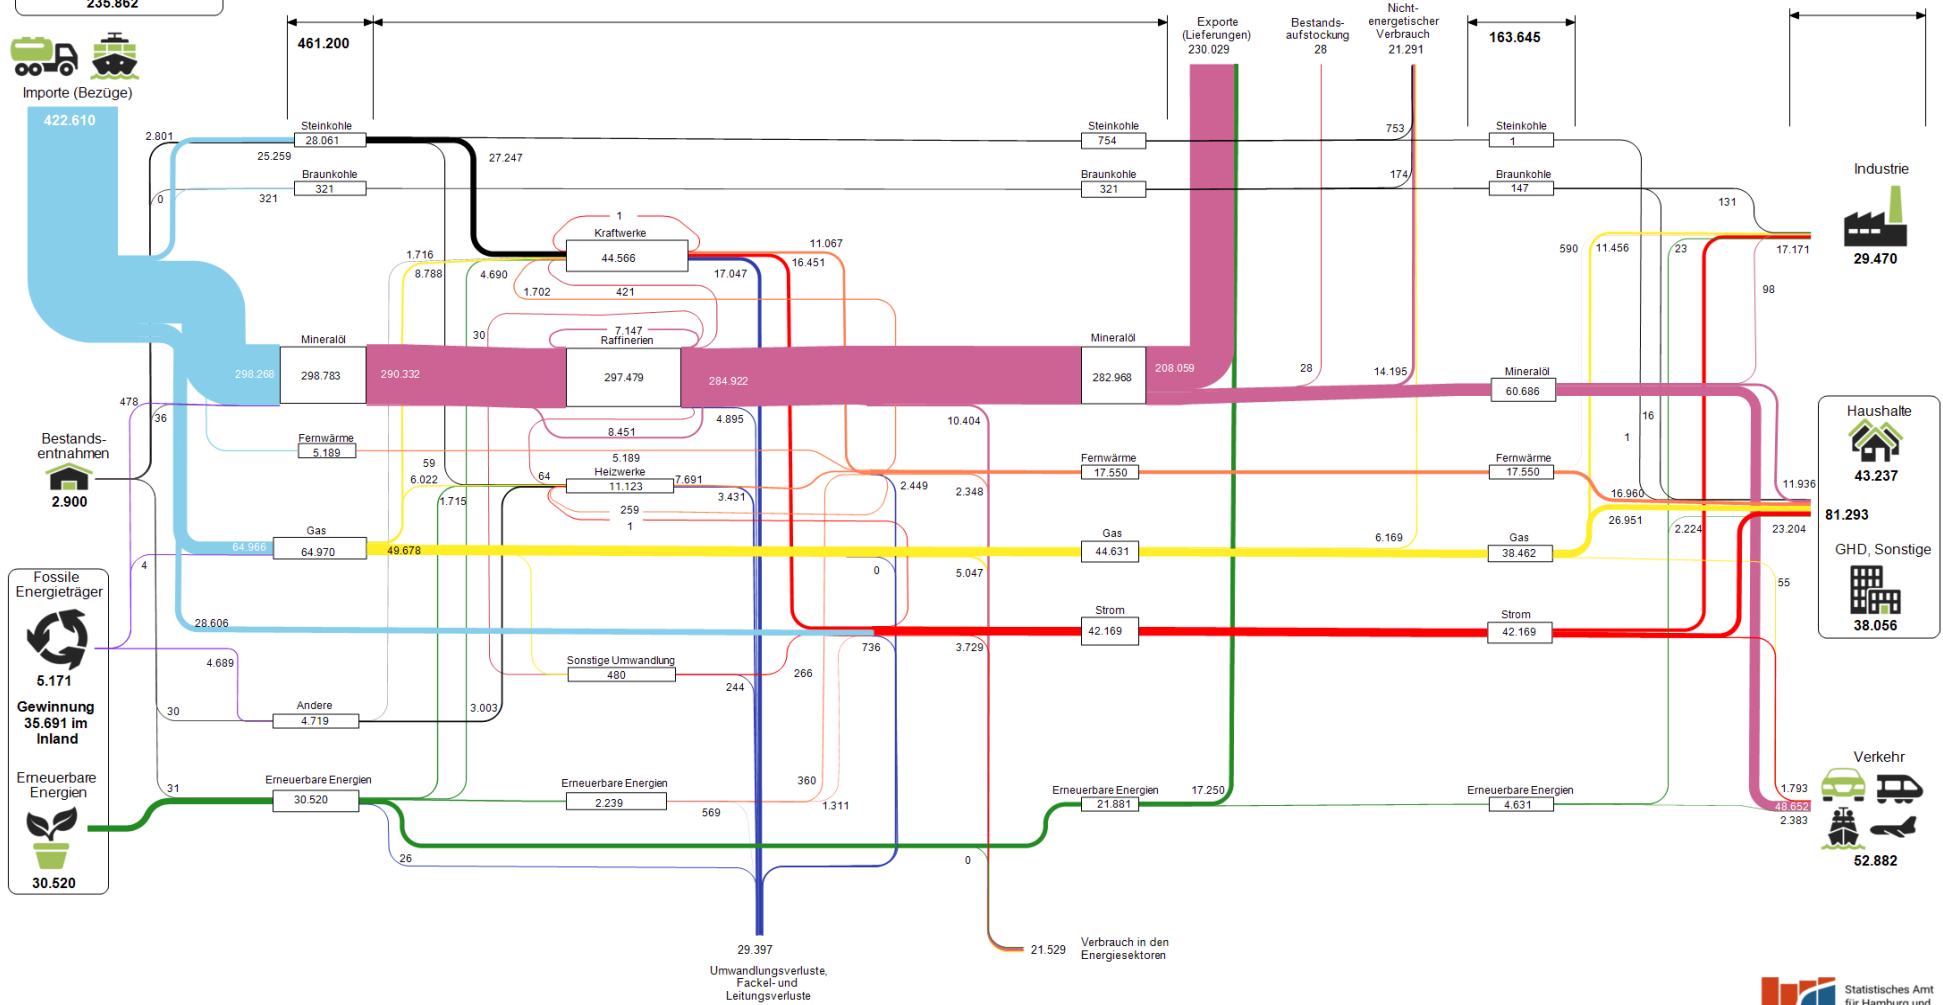 235.862
461.200
Exporte
(Lieferungen)
230.029
Bestands-
aufstockung
28
Nicht-
energetischer
Verbrauch
21.291
163.645
Importe (Bezüge)
422.610
2.801
25.259
Steinkohle
28.061
27.247
Steinkohle
754
753
Steinkohle
1
0
321
Braunkohle
321
Braunkohle
321
174
Braunkohle
147
131
Industrie
29.470
1
Kraftwerke
44.566
11.067
16.451
17.047
1.716
8.788
4.690
1.702
421
590
11.456
23
17.171
98
30
7.147
Raffinerien
297.479
Mineralöl
298.268
298.783
290.332
284.922
Mineralöl
282.968
208.059
28
14.195
Mineralöl
60.686
478
36
8.451
4.895
10.404
16
1
Bestands-
entnahmen
2.900
Fernwärme
5.189
5.189
59
6.022
1.715
64
Heizwerke
11.123
7.691
3.431
259
1
2.449
2.348
Fernwärme
17.550
Fernwärme
17.550
16.960
11.936
26.951
2.224
23.204
Haushalte
43.237
81.293
GHD, Sonstige
38.056
Gas
64.966
64.970
49.678
4
0
5.047
Gas
44.631
6.169
Gas
38.462
55
Fossile
Energieträger
5.171
Gewinnung
35.691 im
Inland
Erneuerbare
Energien
30.520
28.606
736
3.729
Strom
42.169
Strom
42.169
4.689
Sonstige Umwandlung
480
244
266
30
Andere
4.719
3.003
31
Erneuerbare Energien
30.520
Erneuerbare Energien
2.239
360
1.311
569
26
0
Erneuerbare Energien
21.881
17.250
Erneuerbare Energien
4.631
Verkehr
1.793
48.652
2.383
52.882
29.397
Umwandlungsverluste,
Fackel- und
Leitungsverluste
21.529
Verbrauch in den
Energiesektoren
Statistisches Amt
für Hamburg und